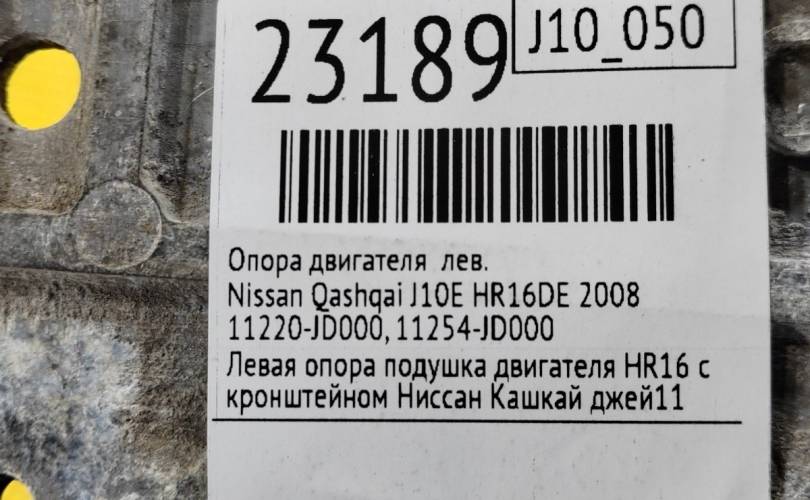 23189
J10_050
Опора двигателя лев.
Nissan Qashqai J10E HR16DE 2008
11220-JD000, 11254-JD000
Левая опора подушка двигателя HR16 с
кронштейном Ниссан Кашкай джей11